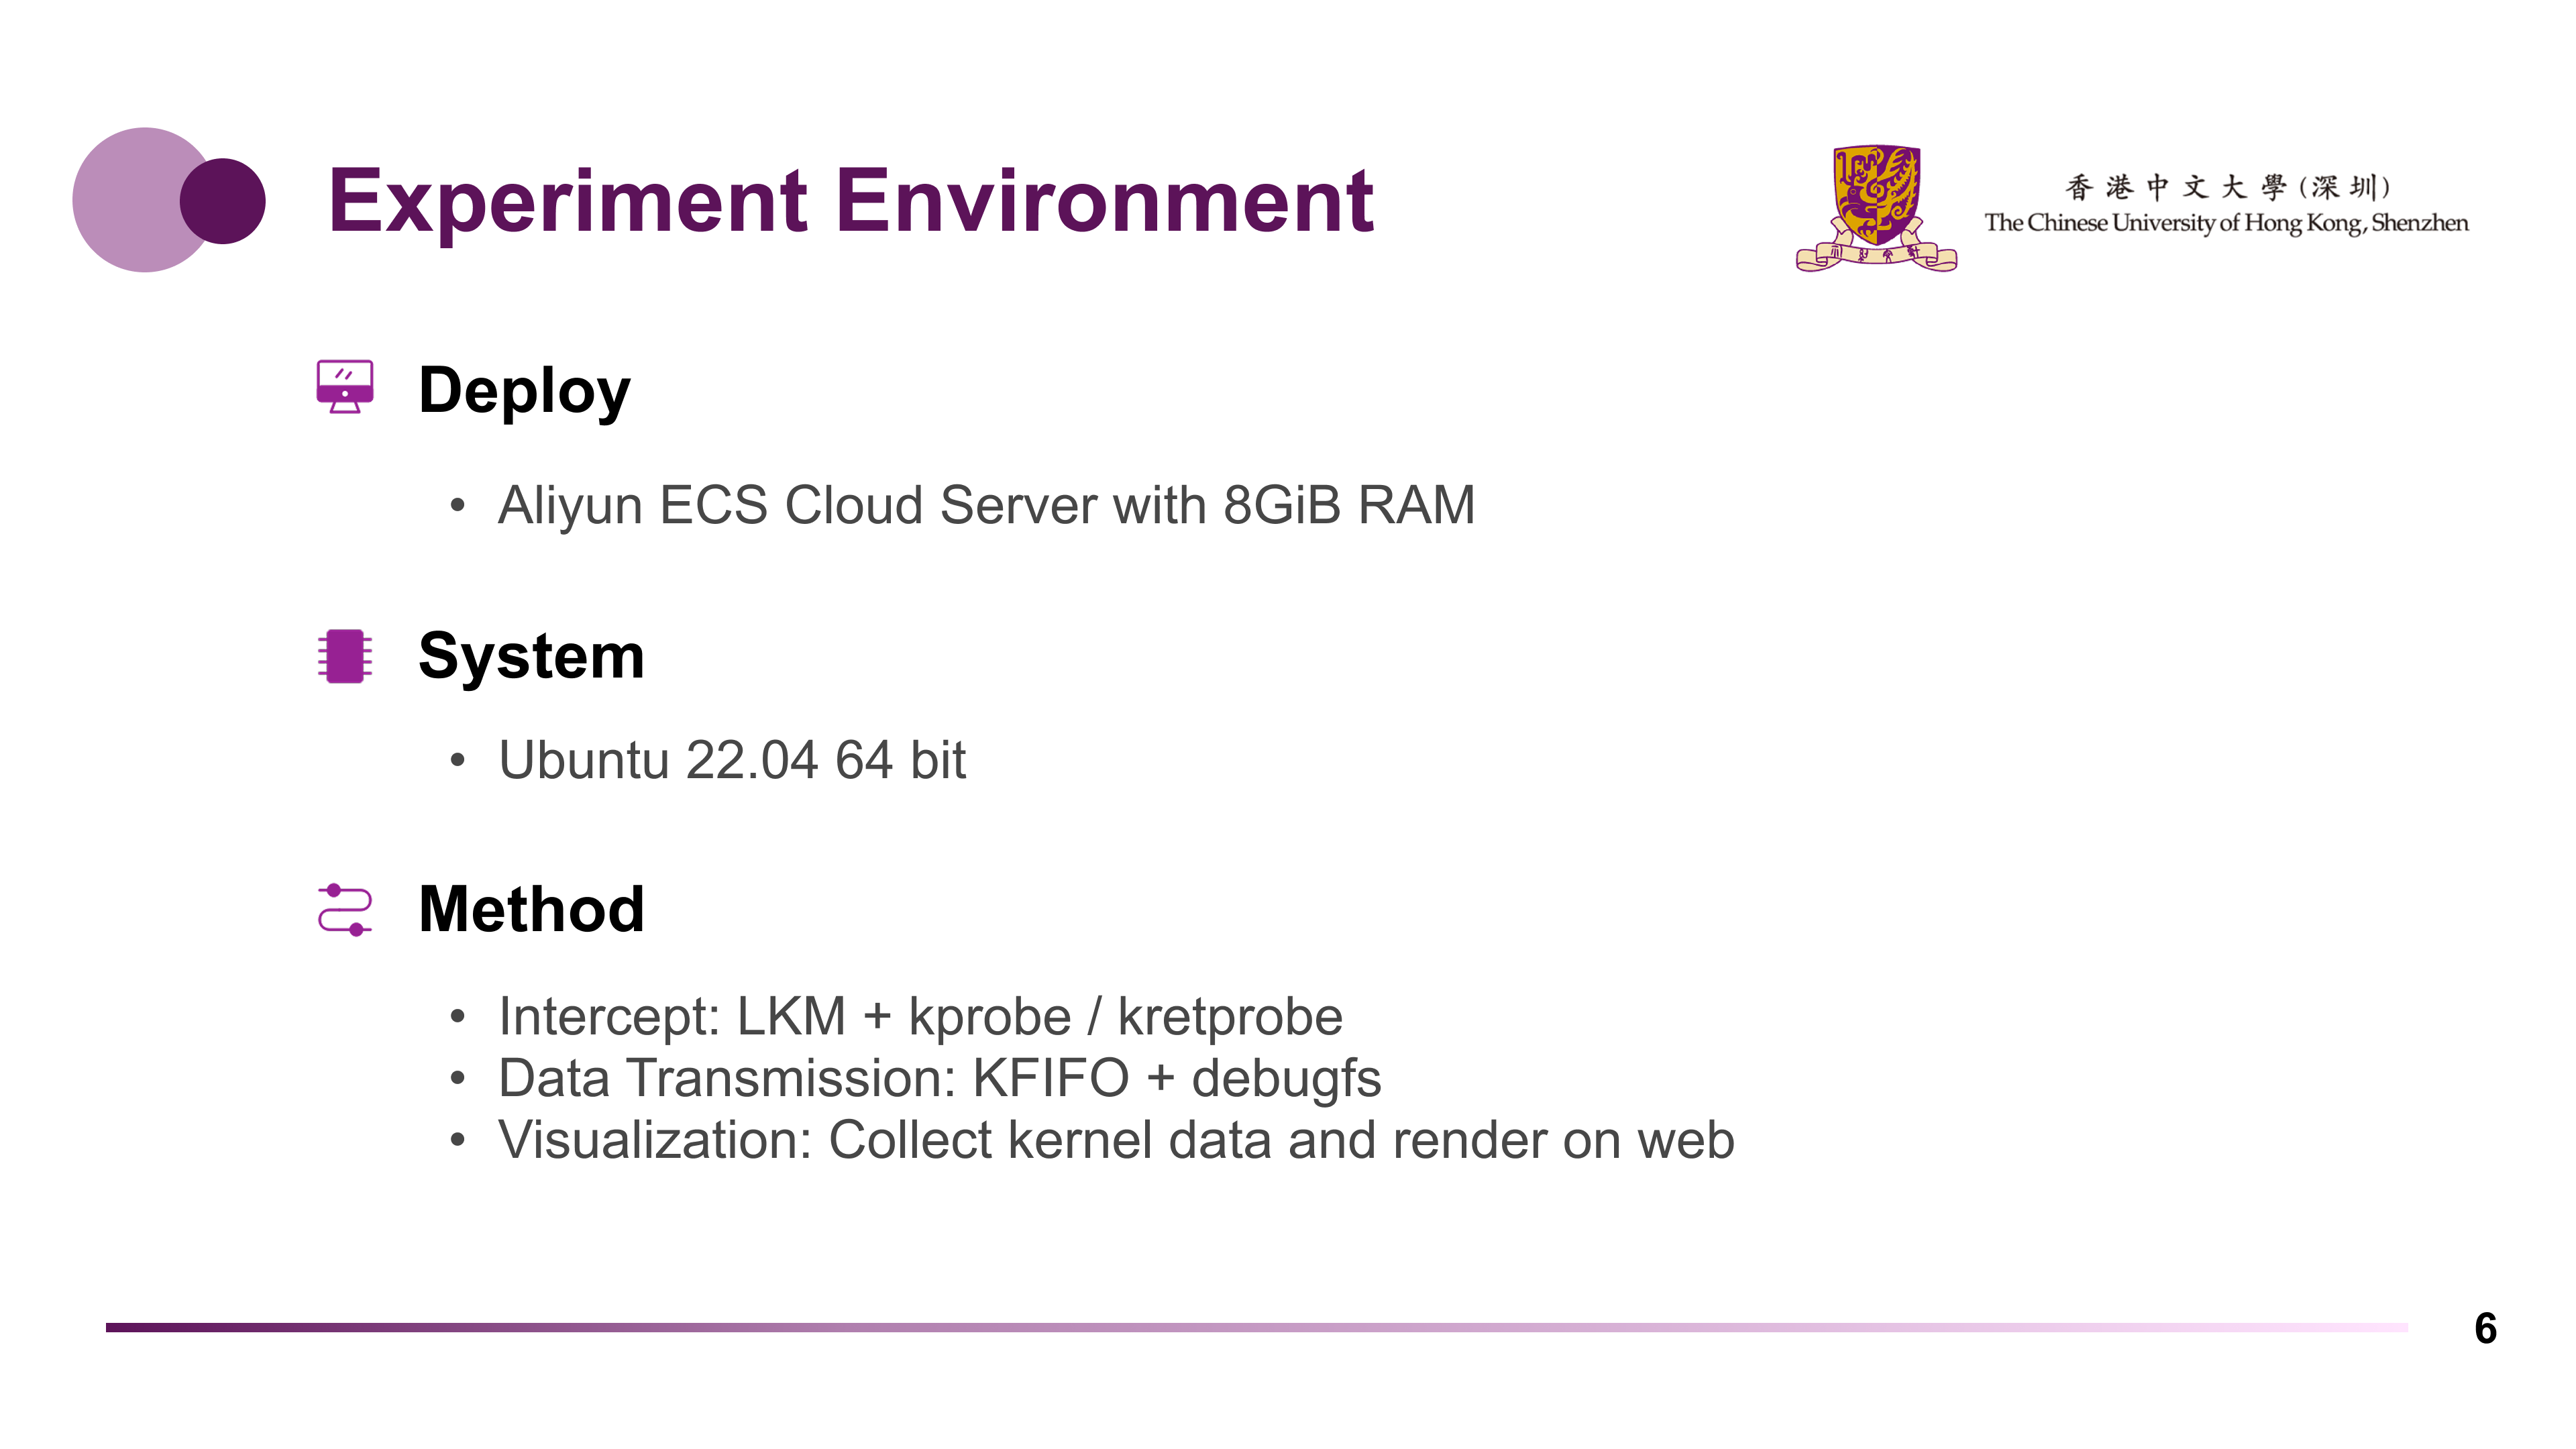 Experiment Environment
香港中文大學(深圳)
The Chinese University of Hong Kong, Shenzhen
Deploy
• Aliyun ECS Cloud Server with 8GiB RAM
System
• Ubuntu 22.04 64 bit
Method
• Intercept: LKM + kprobe / kretprobe
• Data Transmission: KFIFO + debugfs
• Visualization: Collect kernel data and render on web
6